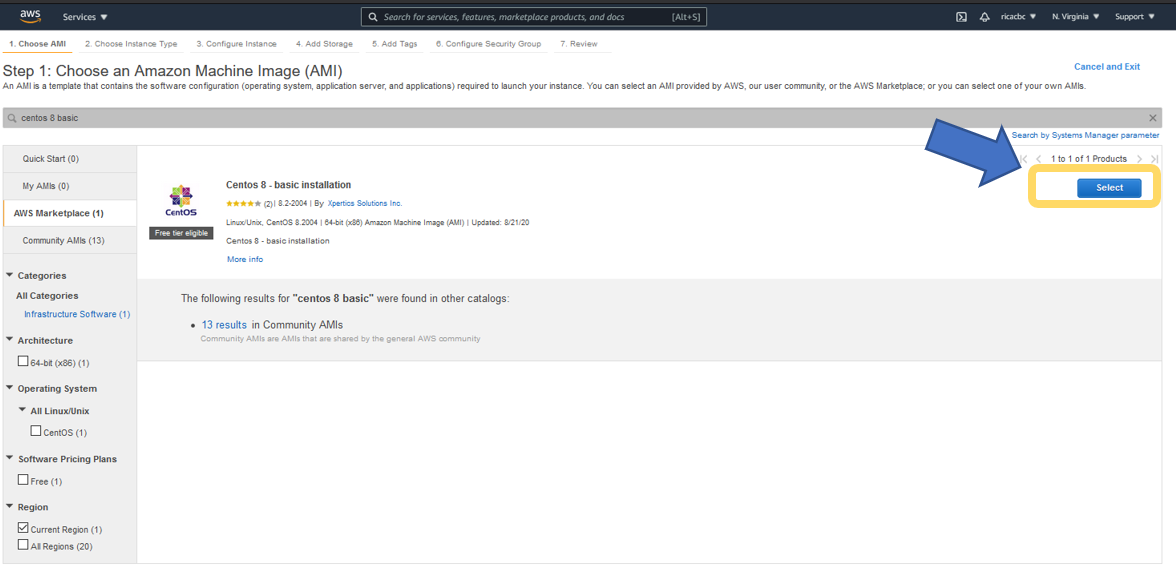 aws
Services
Search for services, features, marketplace products, and docs [Alt+S]
ricacbc
N. Virginia
Support
1. Choose AMI 2. Choose Instance Type 3. Configure Instance 4. Add Storage 5. Add Tags 6. Configure Security Group 7. Review
Step 1: Choose an Amazon Machine Image (AMI)
Cancel and Exit
An AMI is a template that contains the software configuration (operating system, application server, and applications) required to launch your instance. You can select an AMI provided by AWS, our user community, or the AWS Marketplace; or you can select one of your own AMIs.
centos 8 basic
Search by Systems Manager parameter
Quick Start (0)
My AMIs (0)
AWS Marketplace (1)
Community AMIs (13)
Categories
All Categories
Infrastructure Software (1)
Architecture
64-bit (x86) (1)
Operating System
All Linux/Unix
CentOS (1)
Software Pricing Plans
Free (1)
Region
Current Region (1)
All Regions (20)
1 to 1 of 1 Products
CentOS
Free tier eligible
Centos 8 - basic installation
(2) | 8.2-2004 | By Xpertics Solutions Inc.
Linux/Unix, CentOS 8.2004 | 64-bit (x86) Amazon Machine Image (AMI) | Updated: 8/21/20
Centos 8 - basic installation
More info
Select
The following results for "centos 8 basic" were found in other catalogs:
13 results in Community AMIs
Community AMIs are AMIs that are shared by the general AWS community